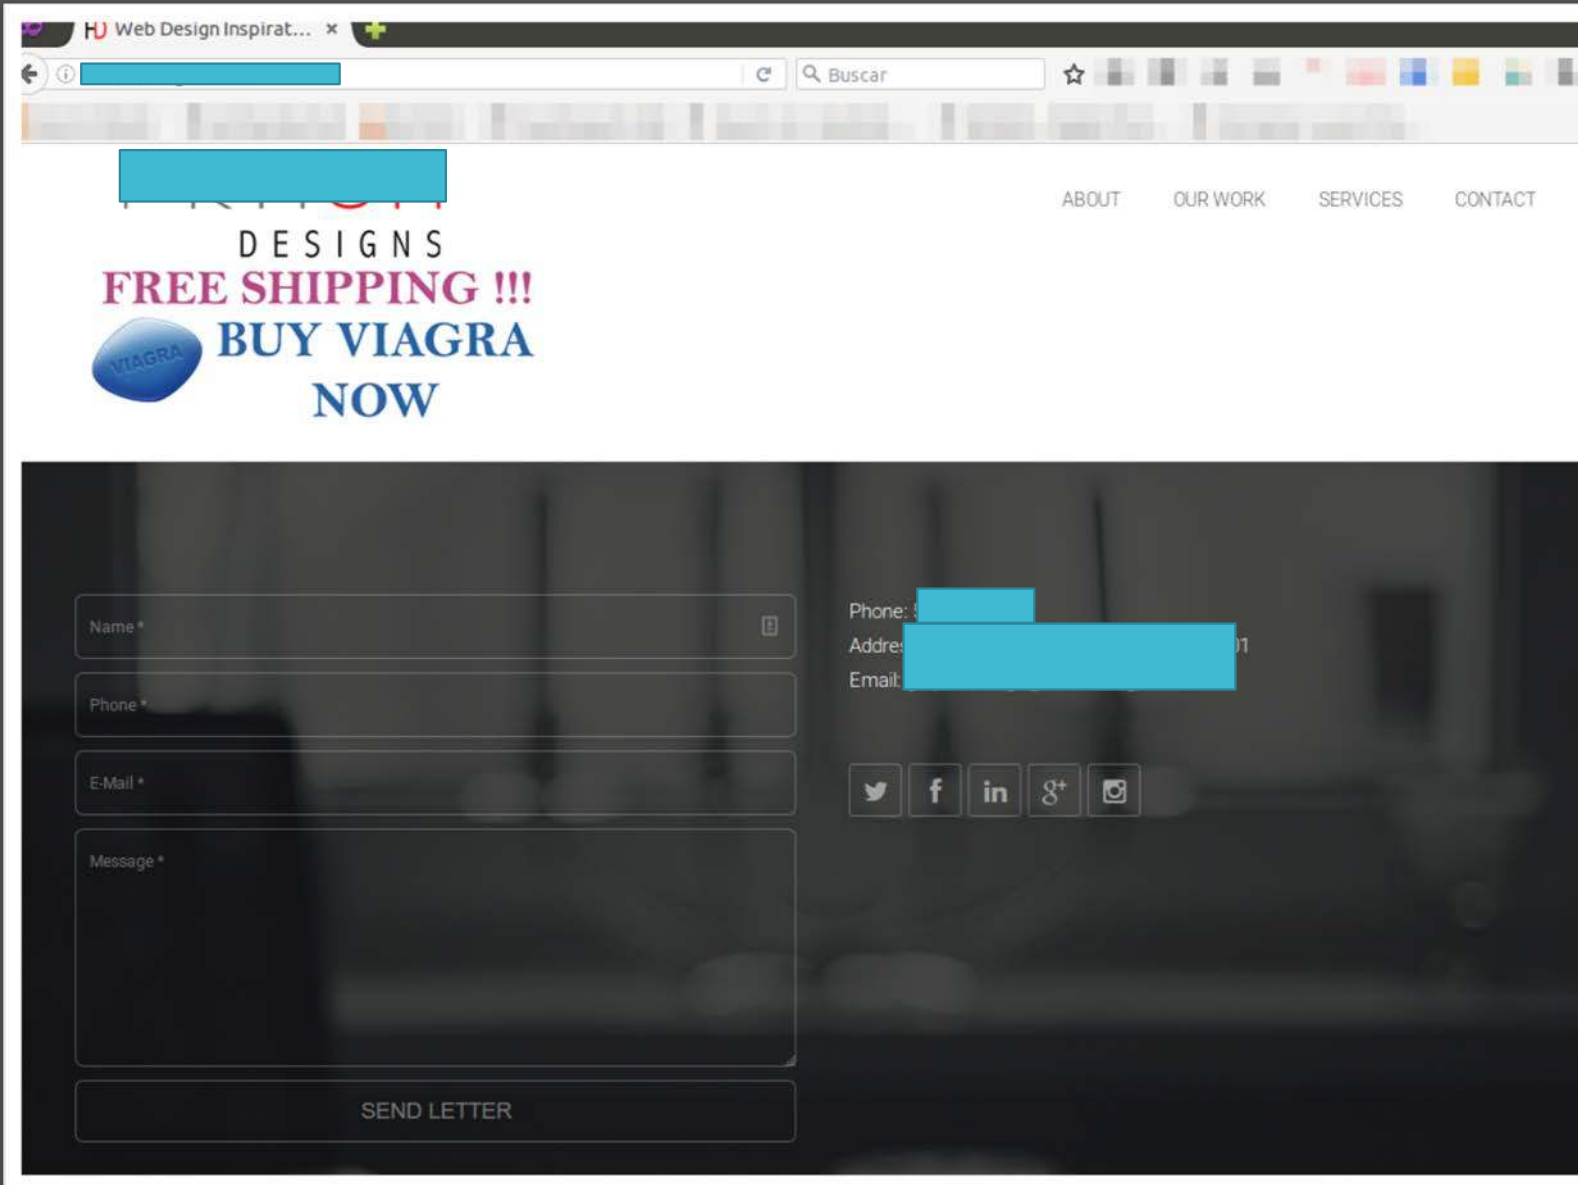 Web Design Inspirat...
Buscar
ABOUT OUR WORK SERVICES CONTACT
DESIGNS
FREE SHIPPING !!!
VIAGRA
BUY VIAGRA
NOW
Name *
Phone *
E-Mail *
Message *
SEND LETTER
Phone:
Email: